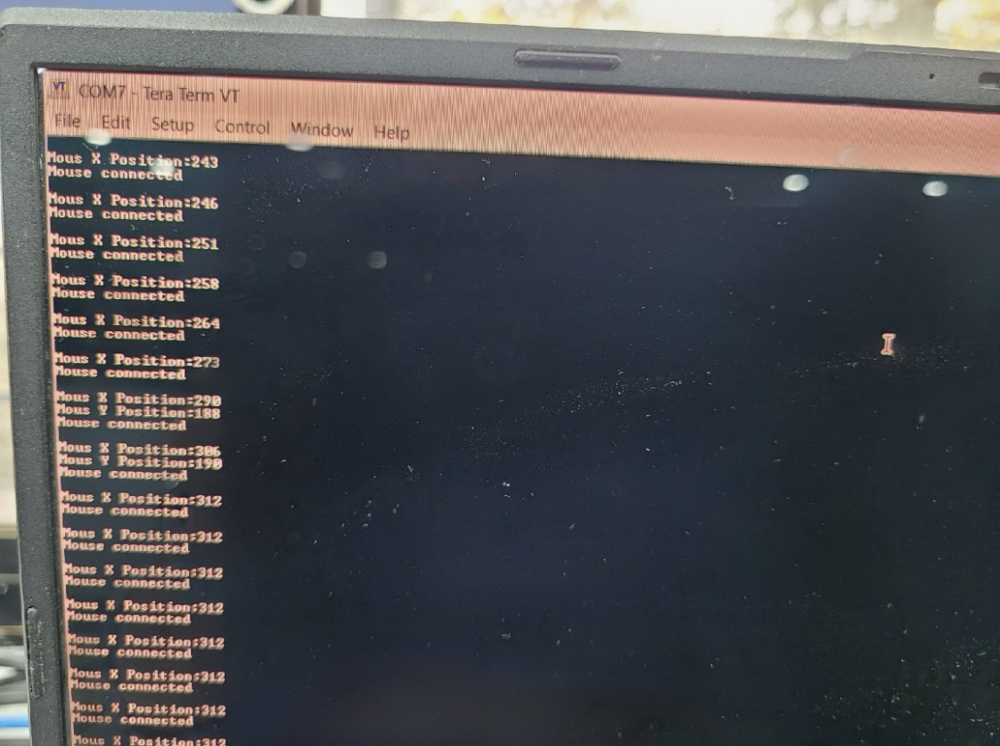 COM7 - Tera Term VT
File Edit Setup Control Window Help
Mous X Position:243
Mouse connected
Mous X Position:246
Mouse connected
Mous X Position:251
Mouse connected
Mous X Position:258
Mouse connected
Mous X Position:264
Mouse connected
Mous X Position:273
Mouse connected
Mous X Position:290
Mous Y Position:188
Mouse connected
Mous X Position:306
Mous Y Position:190
Mouse connected
Mous X Position:312
Mouse connected
Mous X Position:312
Mouse connected
Mous X Position:312
Mouse connected
Mous X Position:312
Mouse connected
Mous X Position:312
Mouse connected
Mous X Position:312
Mouse connected
Mous X Position:312
Mouse connected
Mous X Position:312